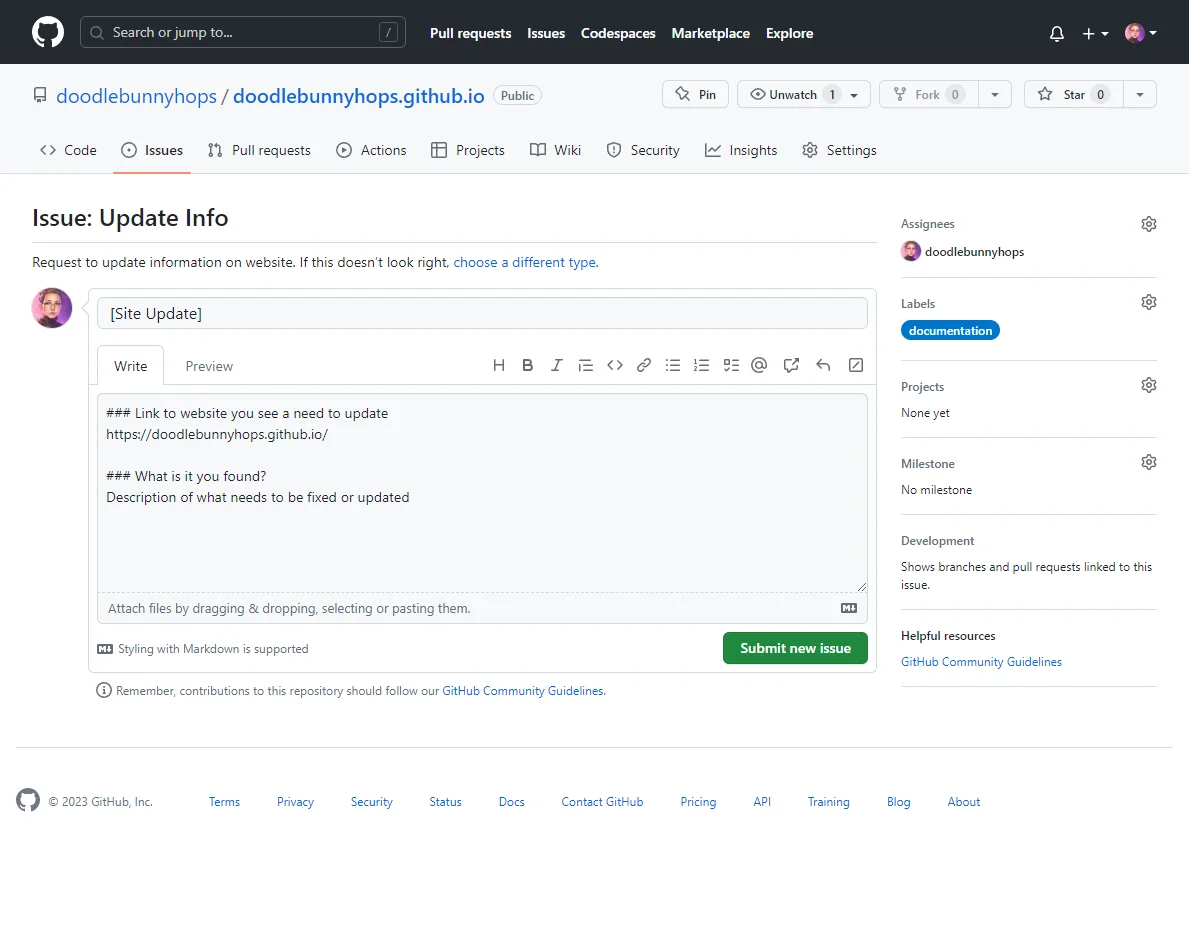 Search or jump to... /
Pull requests Issues Codespaces Marketplace Explore
doodlebunnyhops / doodlebunnyhops.github.io Public
Pin Unwatch 1 Fork 0 Star 0
Code Issues Pull requests Actions Projects Wiki Security Insights Settings
Issue: Update Info
Request to update information on website. If this doesn't look right, choose a different type.
[Site Update]
Write Preview
### Link to website you see a need to update
https://doodlebunnyhops.github.io/
### What is it you found?
Description of what needs to be fixed or updated
Attach files by dragging & dropping, selecting or pasting them.
Styling with Markdown is supported
Submit new issue
Remember, contributions to this repository should follow our GitHub Community Guidelines.
Assignees
doodlebunnyhops
Labels
documentation
Projects
None yet
Milestone
No milestone
Development
Shows branches and pull requests linked to this
issue.
Helpful resources
GitHub Community Guidelines
© 2023 GitHub, Inc. Terms Privacy Security Status Docs Contact GitHub Pricing API Training Blog About